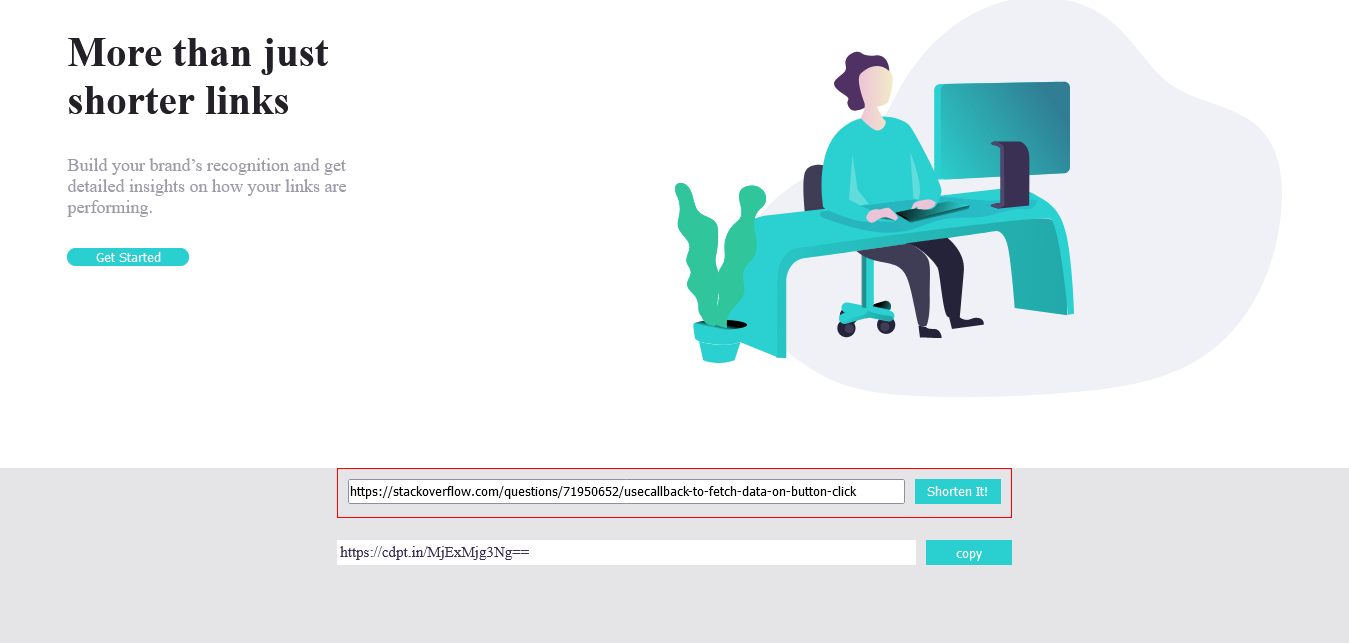 More than just
shorter links
Build your brand’s recognition and get
detailed insights on how your links are
performing.
Get Started
https://stackoverflow.com/questions/71950652/usecallback-to-fetch-data-on-button-click
Shorten It!
https://cdpt.in/MjExMjg3Ng==
copy